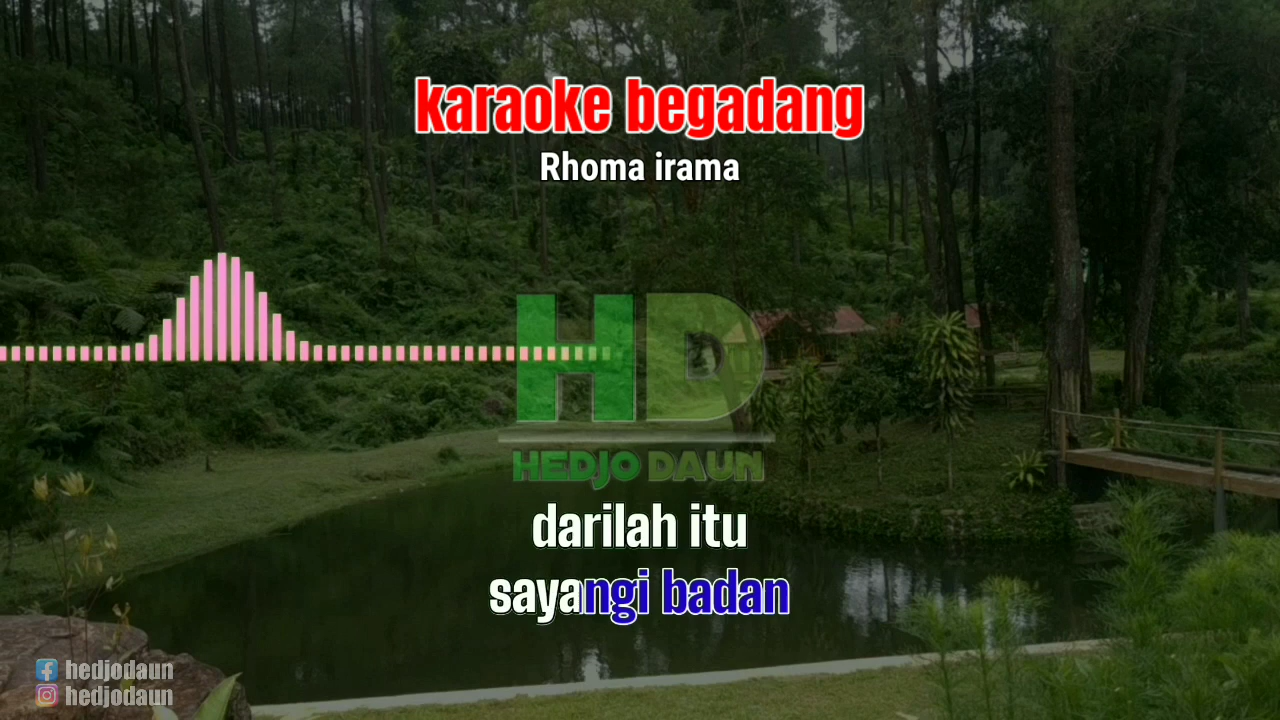 karaoke begadang
Rhoma irama
HD
HEDJO DAUN
darilah itu
sayangi badan
hedjodaun
hedjodaun